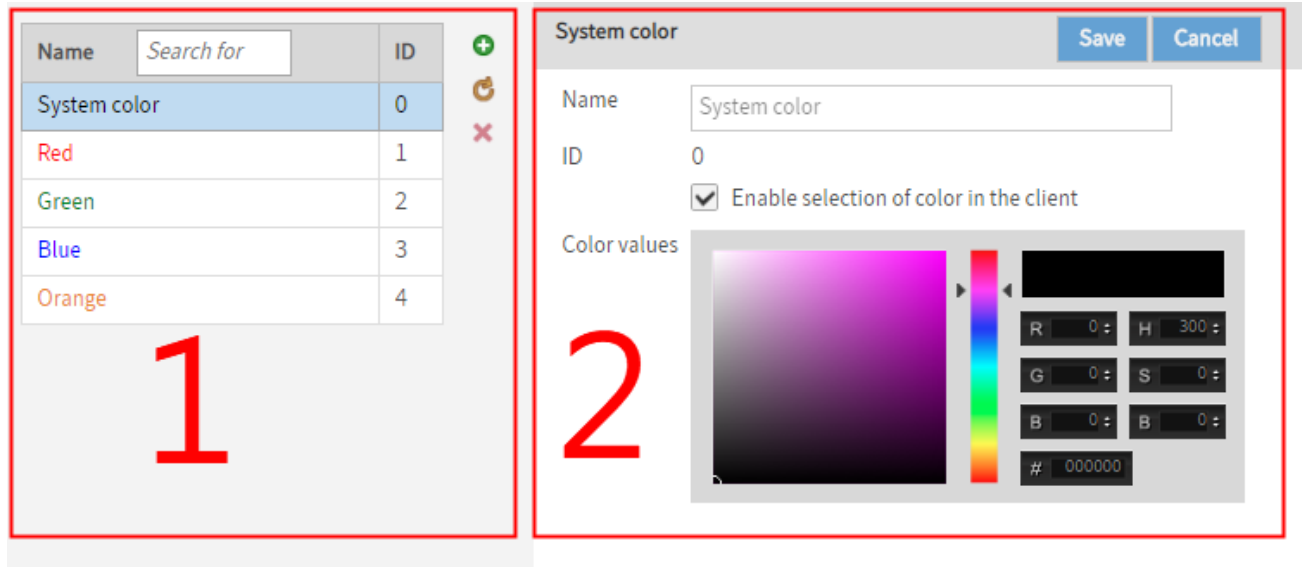 Name Search for ID
System color 0
Red 1
Green 2
Blue 3
Orange 4
1
System color Save Cancel
Name System color
ID 0
Enable selection of color in the client
Color values
R 0 H 300
G 0 S 0
B 0 B 0
# 000000
2